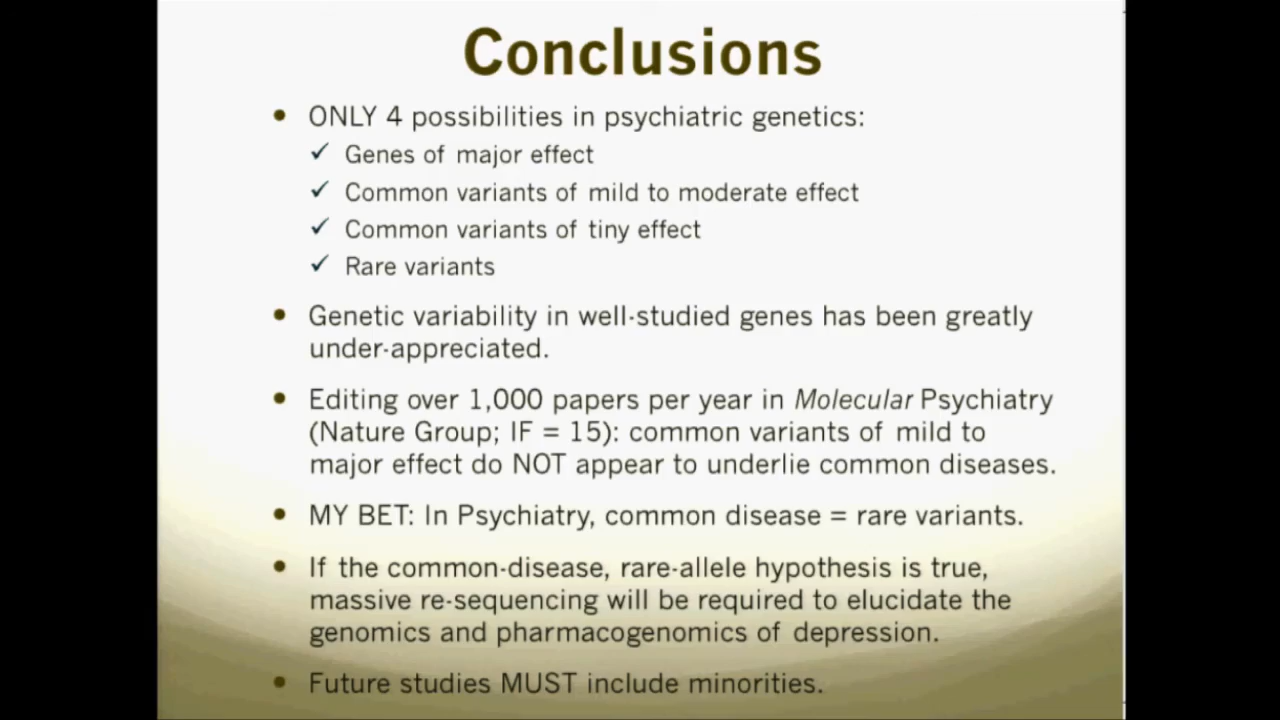 Conclusions
• ONLY 4 possibilities in psychiatric genetics:
✓ Genes of major effect
✓ Common variants of mild to moderate effect
✓ Common variants of tiny effect
✓ Rare variants
• Genetic variability in well-studied genes has been greatly
under-appreciated.
• Editing over 1,000 papers per year in Molecular Psychiatry
(Nature Group; IF = 15): common variants of mild to
major effect do NOT appear to underlie common diseases.
• MY BET: In Psychiatry, common disease = rare variants.
• If the common-disease, rare-allele hypothesis is true,
massive re-sequencing will be required to elucidate the
genomics and pharmacogenomics of depression.
• Future studies MUST include minorities.